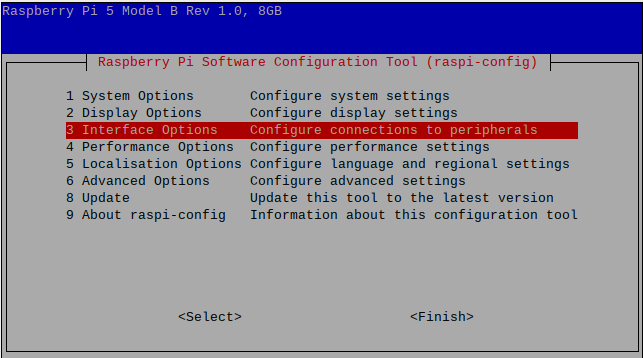 Raspberry Pi 5 Model B Rev 1.0, 8GB
Raspberry Pi Software Configuration Tool (raspi-config)
1 System Options Configure system settings
2 Display Options Configure display settings
3 Interface Options Configure connections to peripherals
4 Performance Options Configure performance settings
5 Localisation Options Configure language and regional settings
6 Advanced Options Configure advanced settings
8 Update Update this tool to the latest version
9 About raspi-config Information about this configuration tool
<Select> <Finish>